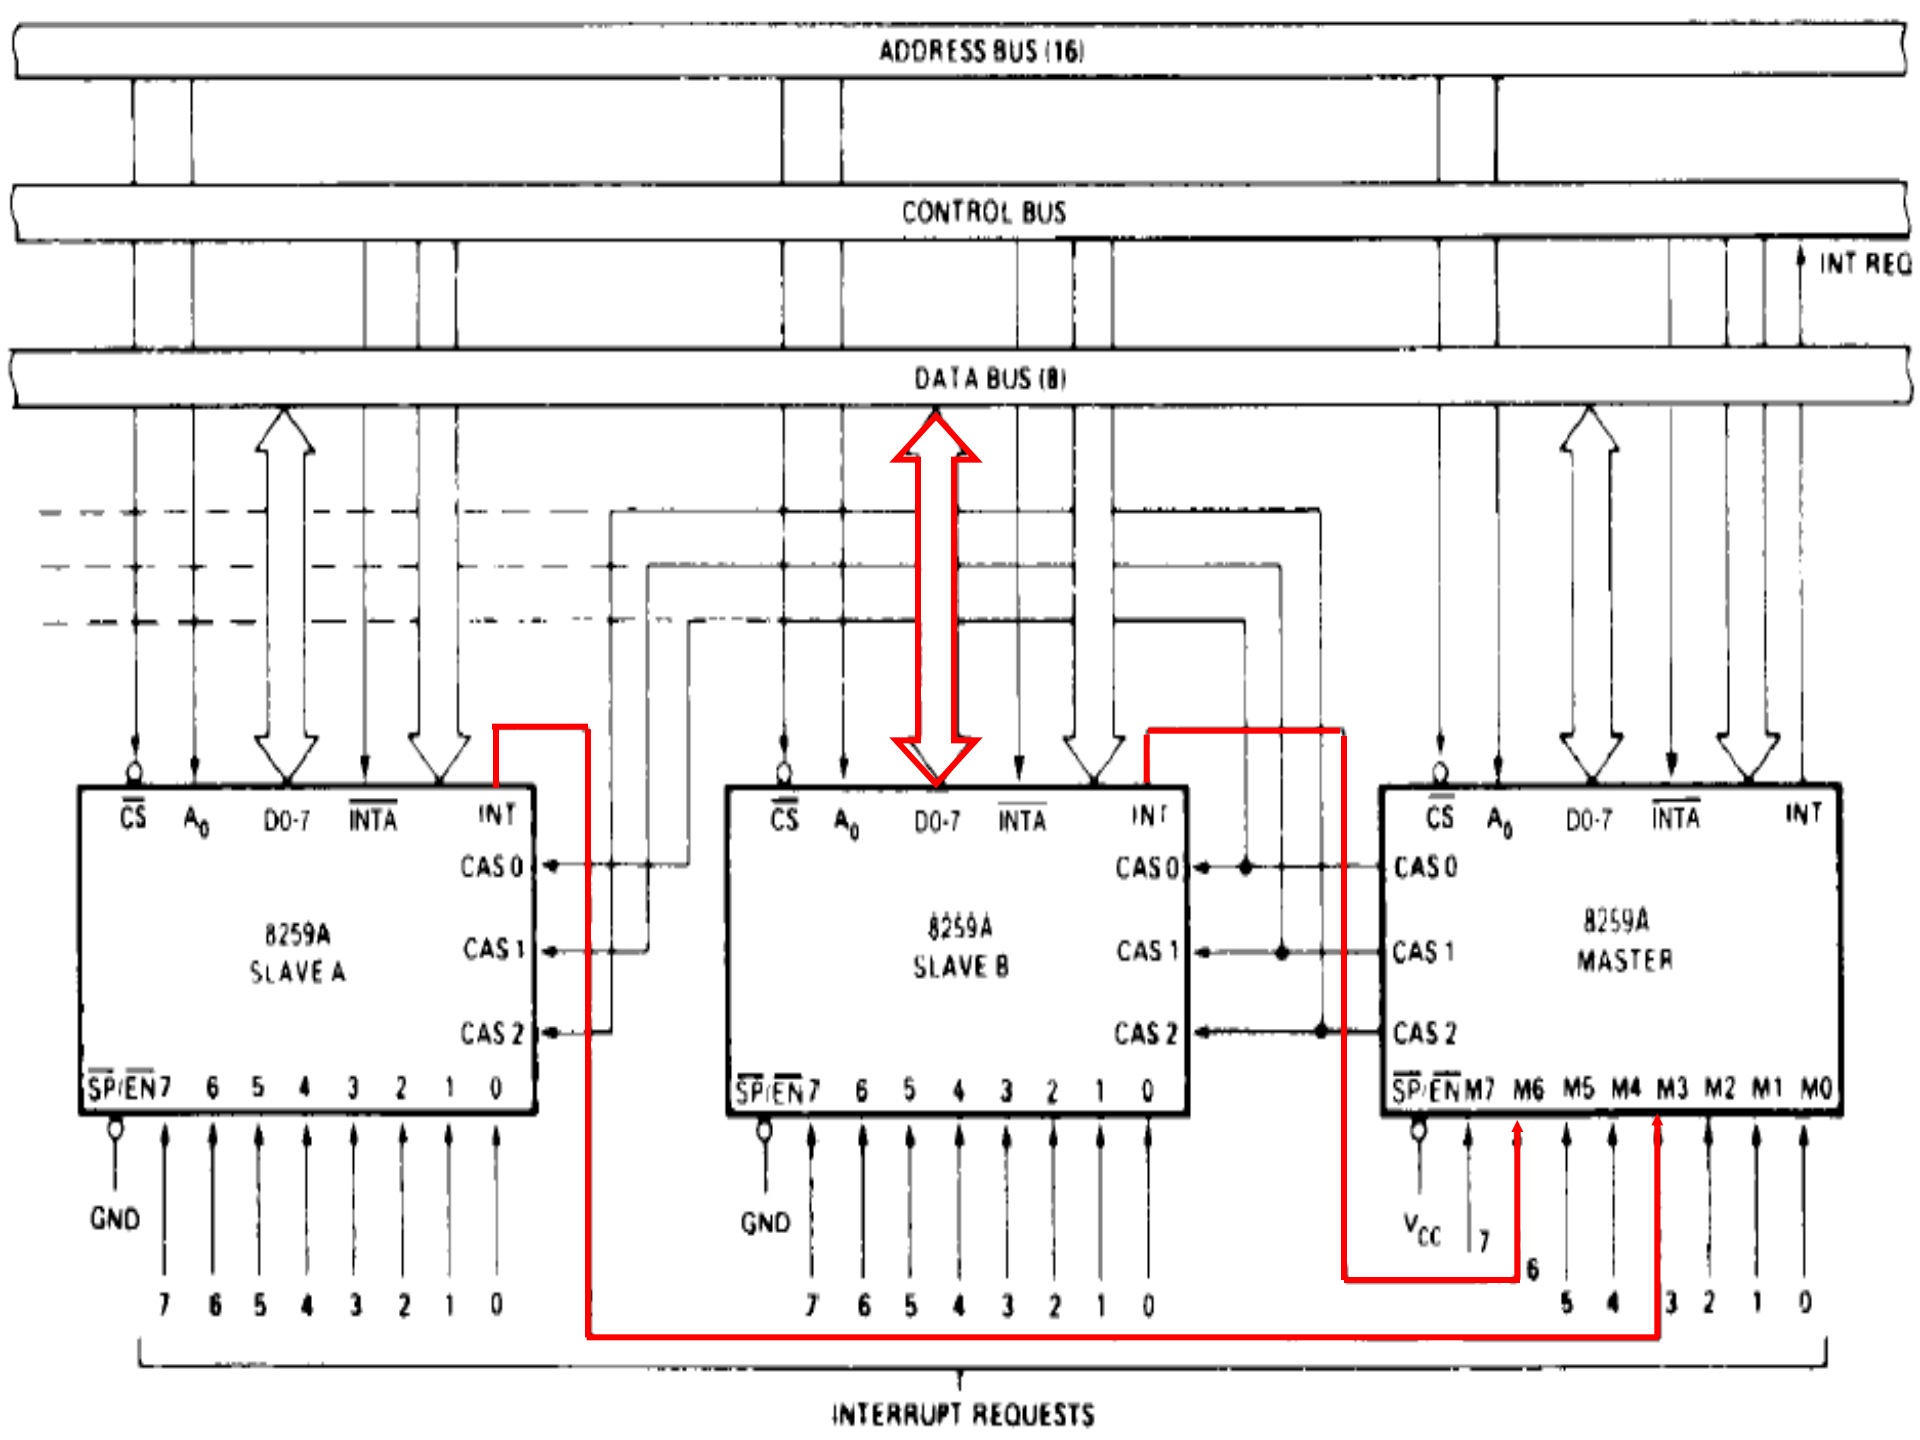 ADDRESS BUS (16)
CONTROL BUS
INT REQ
DATA BUS (8)
CS A0 D0-7 INTA INT
CAS 0
8259A
SLAVE A
CAS 1
CAS 2
SP/EN 7 6 5 4 3 2 1 0
GND
7 6 5 4 3 2 1 0
CS A0 D0-7 INTA INT
CAS 0
8259A
SLAVE B
CAS 1
CAS 2
SP/EN 7 6 5 4 3 2 1 0
GND
7 6 5 4 3 2 1 0
CS A0 D0-7 INTA INT
CAS 0
8259A
MASTER
CAS 1
CAS 2
SP/EN M7 M6 M5 M4 M3 M2 M1 M0
VCC 7 6 5 4 3 2 1 0
INTERRUPT REQUESTS